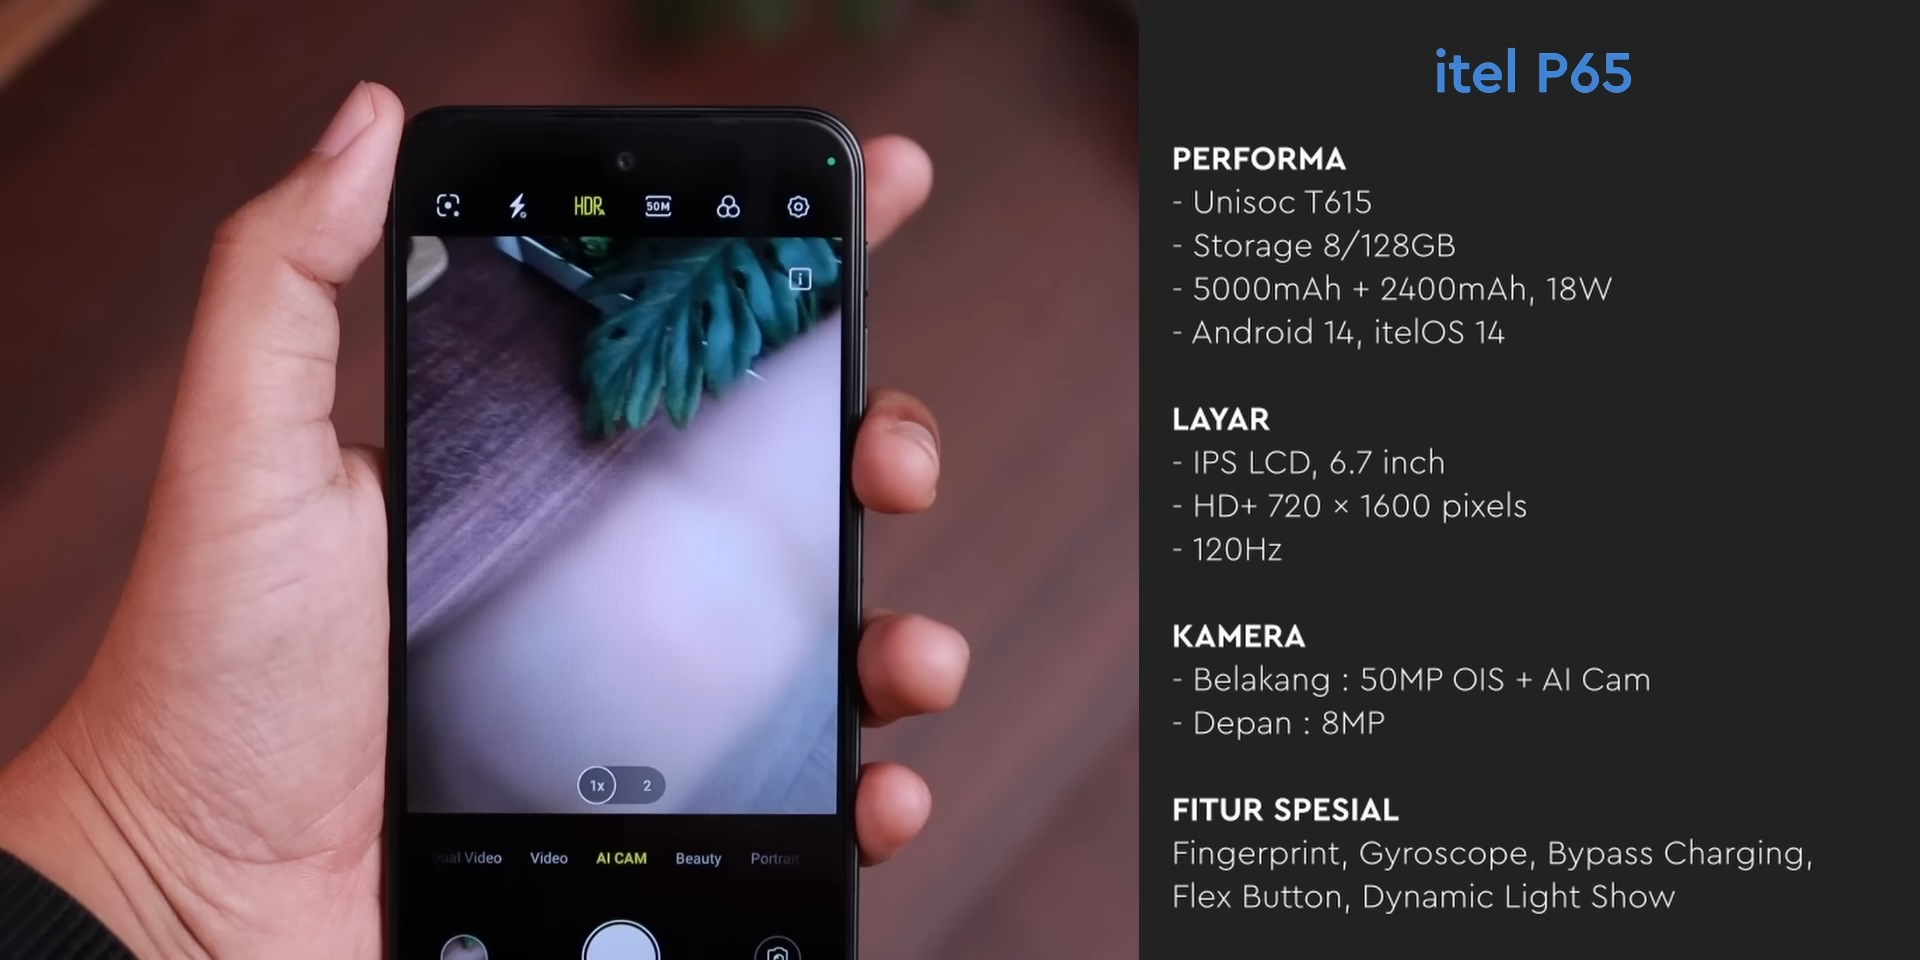 HDR
50M
1x 2
Video
Video
AI CAM
Beauty
Portrait
itel P65
PERFORMA
- Unisoc T615
- Storage 8/128GB
- 5000mAh + 2400mAh, 18W
- Android 14, itelOS 14
LAYAR
- IPS LCD, 6.7 inch
- HD+ 720 × 1600 pixels
- 120Hz
KAMERA
- Belakang : 50MP OIS + AI Cam
- Depan : 8MP
FITUR SPESIAL
Fingerprint, Gyroscope, Bypass Charging,
Flex Button, Dynamic Light Show